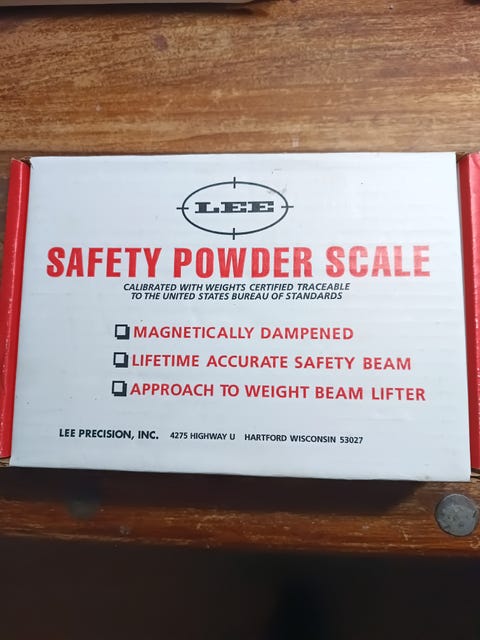 LEE
SAFETY POWDER SCALE
CALIBRATED WITH WEIGHTS CERTIFIED TRACEABLE
TO THE UNITED STATES BUREAU OF STANDARDS
MAGNETICALLY DAMPENED
LIFETIME ACCURATE SAFETY BEAM
APPROACH TO WEIGHT BEAM LIFTER
LEE PRECISION, INC. 4275 HIGHWAY U HARTFORD WISCONSIN 53027